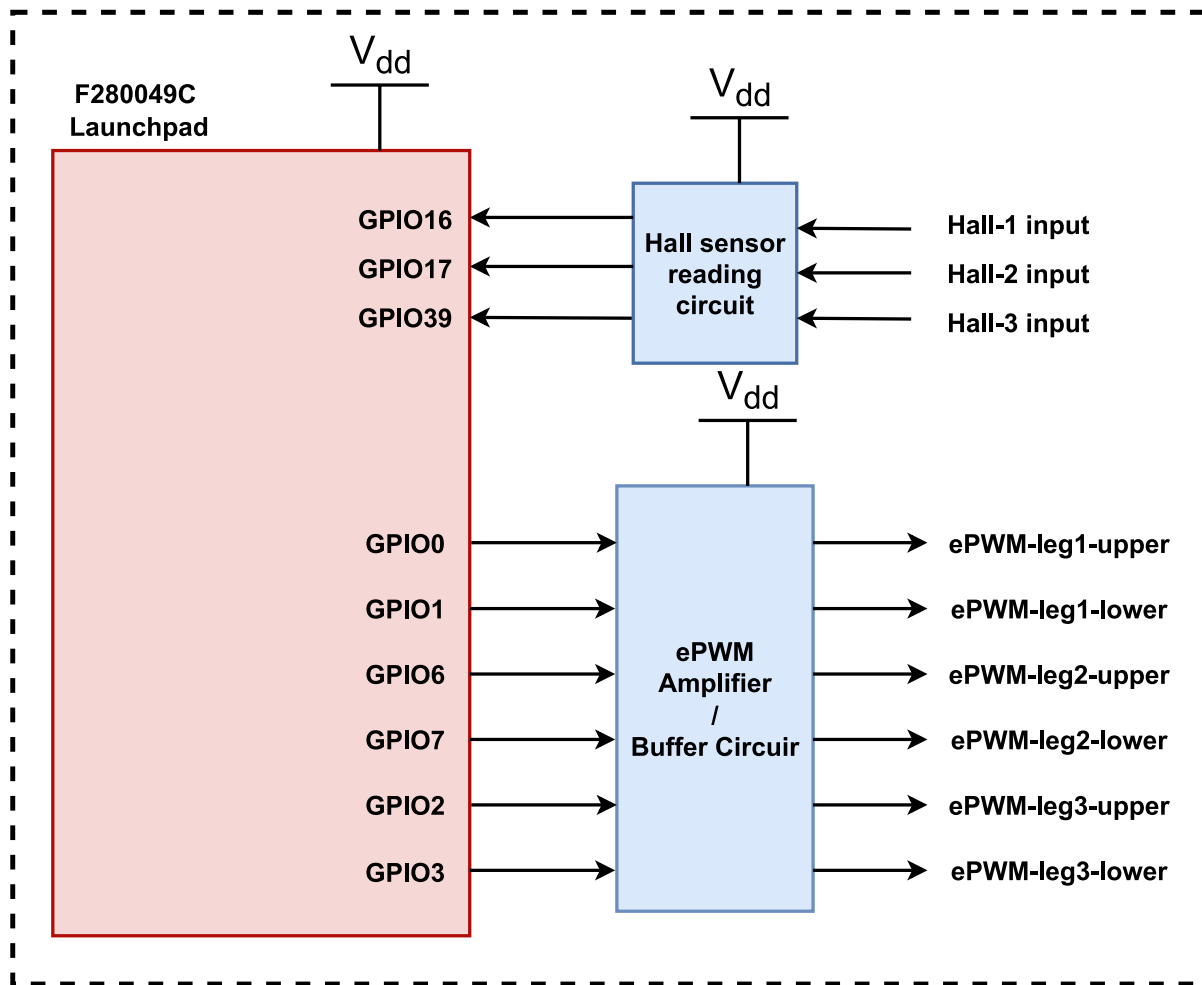 F280049C
Launchpad
Vdd
Vdd
GPIO16
GPIO17
GPIO39
Hall sensor
reading
circuit
Hall-1 input
Hall-2 input
Hall-3 input
Vdd
GPIO0
GPIO1
GPIO6
GPIO7
GPIO2
GPIO3
ePWM
Amplifier
/
Buffer Circuir
ePWM-leg1-upper
ePWM-leg1-lower
ePWM-leg2-upper
ePWM-leg2-lower
ePWM-leg3-upper
ePWM-leg3-lower